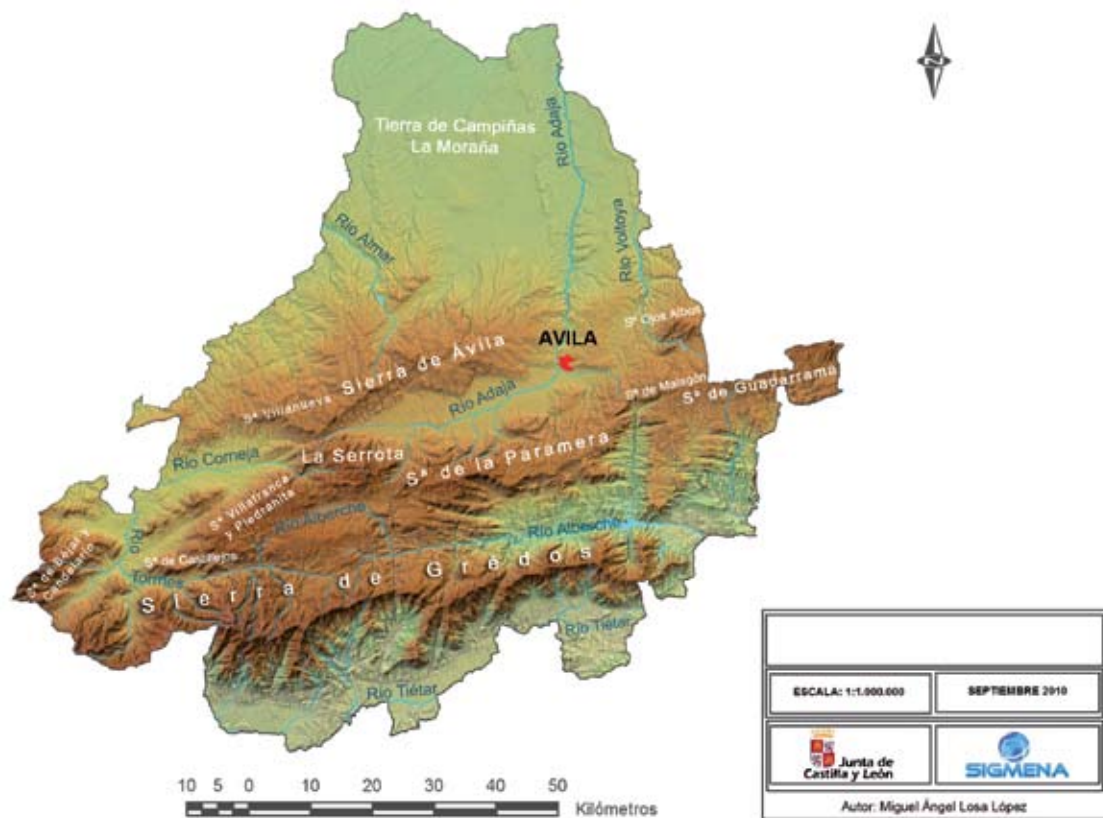 N
Tierra de Campiñas
La Moraña
Río Adaja
Río Almar
Río Voltoya
Sª Ojos Albos
AVILA
Sierra de Ávila
Sª Villanueva
Río Adaja
Sª de Malagón
Sª de Guadarrama
Río Corneja
La Serrota
Sª de la Paramera
Sª Villafranca
y Piedrahita
Río Alberche
Río Alberche
Río
Tormes
Sª de Béjar y
Candelario
Sierra de Gredos
Río Tiétar
Río Tiétar
10 5 0 10 20 30 40 50
Kilómetros
ESCALA: 1:1.000.000
SEPTIEMBRE 2010
Junta de
Castilla y León
SIGMENA
Autor: Miguel Ángel Losa López